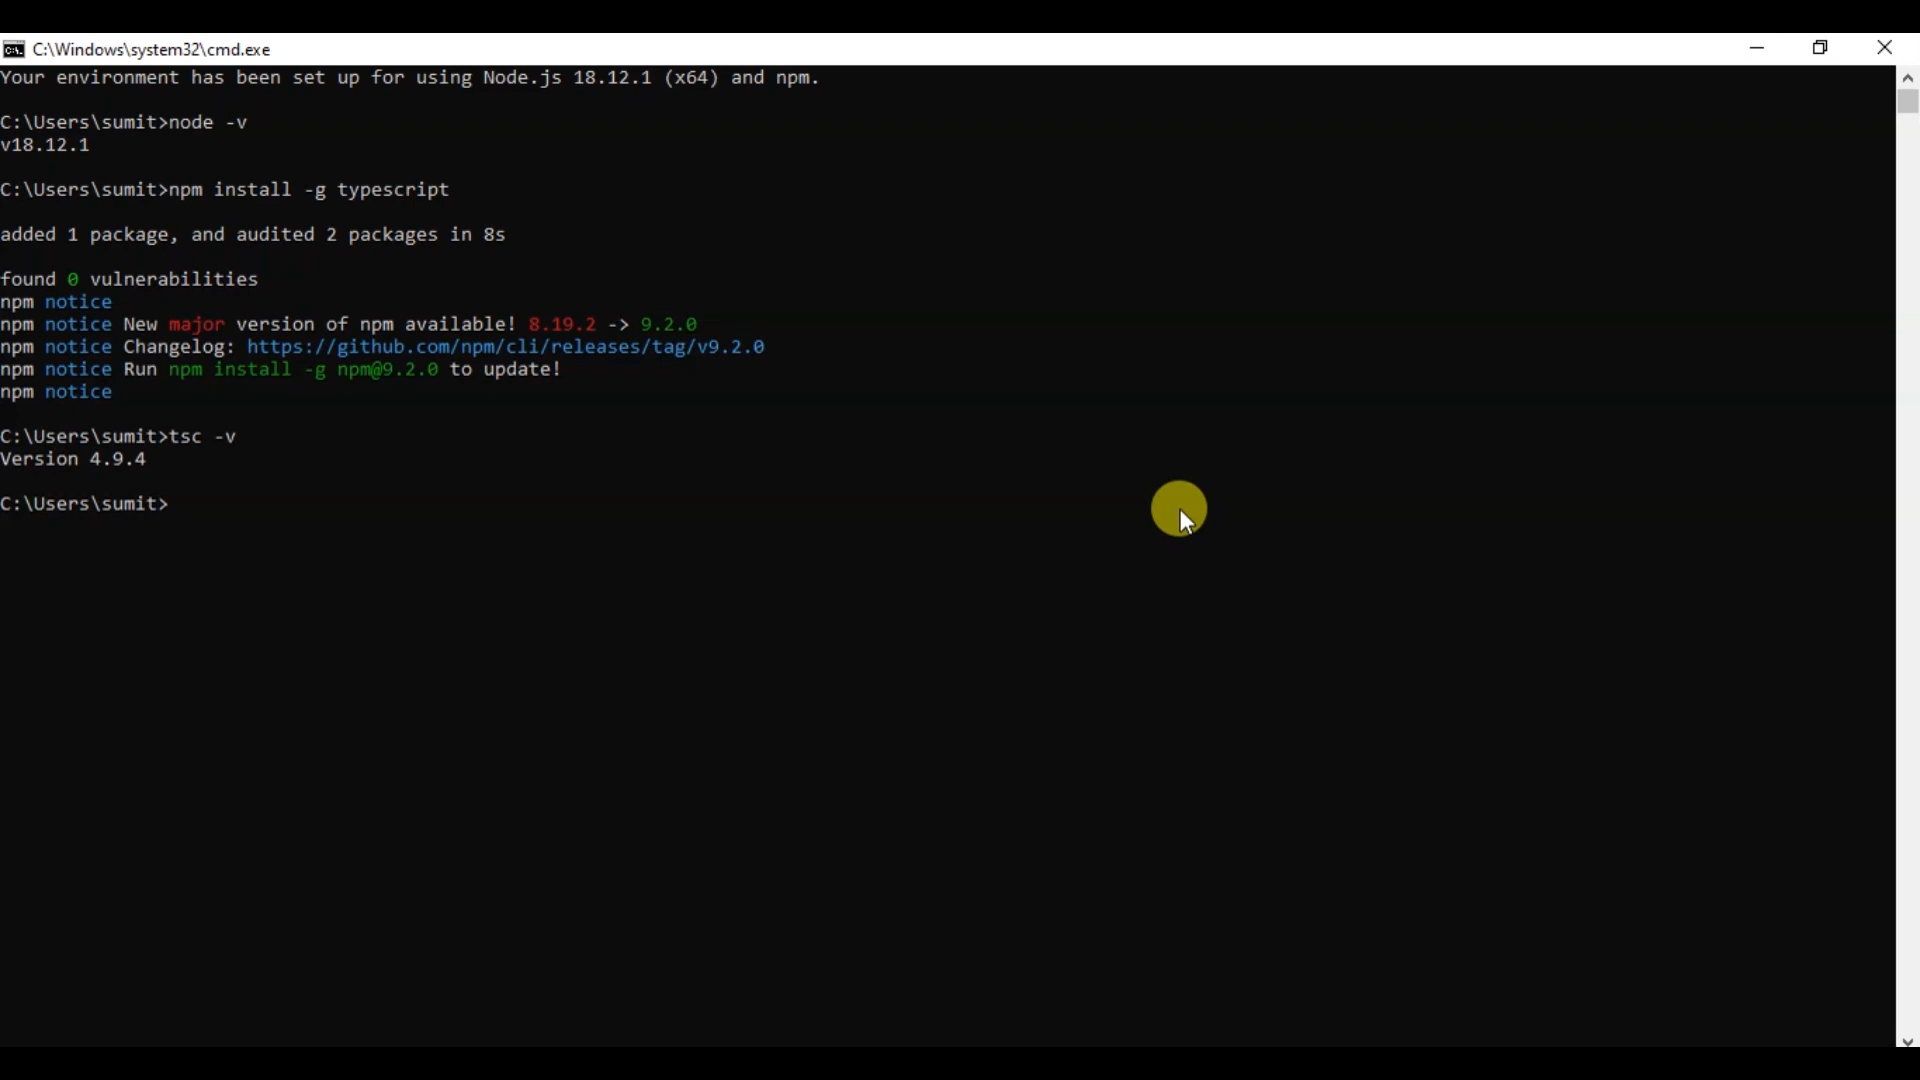 C:\Windows\system32\cmd.exe
Your environment has been set up for using Node.js 18.12.1 (x64) and npm.
C:\Users\sumit>node -v
v18.12.1
C:\Users\sumit>npm install -g typescript
added 1 package, and audited 2 packages in 8s
found 0 vulnerabilities
npm notice
npm notice New major version of npm available! 8.19.2 -> 9.2.0
npm notice Changelog: https://github.com/npm/cli/releases/tag/v9.2.0
npm notice Run npm install -g npm@9.2.0 to update!
npm notice
C:\Users\sumit>tsc -v
Version 4.9.4
C:\Users\sumit>